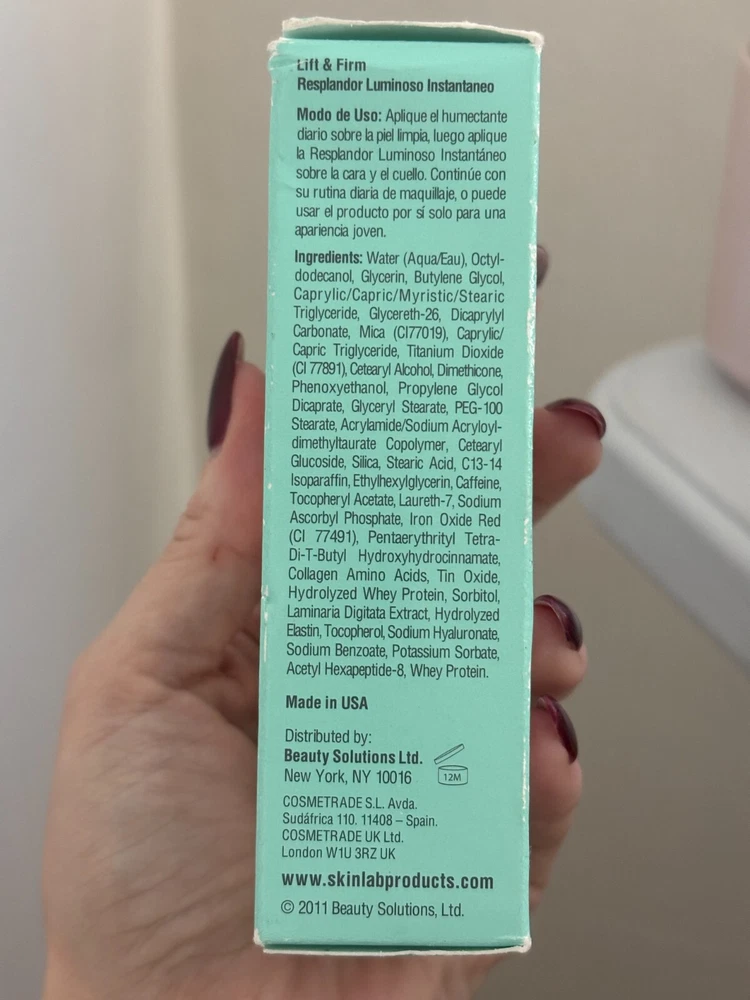 Lift & Firm
Resplandor Luminoso Instantaneo
Modo de Uso: Aplique el humectante
diario sobre la piel limpia, luego aplique
la Resplandor Luminoso Instantáneo
sobre la cara y el cuello. Continúe con
su rutina diaria de maquillaje, o puede
usar el producto por sí solo para una
apariencia joven.
Ingredients: Water (Aqua/Eau), Octyl-
dodecanol, Glycerin, Butylene Glycol,
Caprylic/Capric/Myristic/Stearic
Triglyceride, Glycereth-26, Dicaprylyl
Carbonate, Mica (CI77019), Caprylic/
Capric Triglyceride, Titanium Dioxide
(CI 77891), Cetearyl Alcohol, Dimethicone,
Phenoxyethanol, Propylene Glycol
Dicaprate, Glyceryl Stearate, PEG-100
Stearate, Acrylamide/Sodium Acryloyl-
dimethyltaurate Copolymer, Cetearyl
Glucoside, Silica, Stearic Acid, C13-14
Isoparaffin, Ethylhexylglycerin, Caffeine,
Tocopheryl Acetate, Laureth-7, Sodium
Ascorbyl Phosphate, Iron Oxide Red
(CI 77491), Pentaerythrityl Tetra-
Di-T-Butyl Hydroxyhydrocinnamate,
Collagen Amino Acids, Tin Oxide,
Hydrolyzed Whey Protein, Sorbitol,
Laminaria Digitata Extract, Hydrolyzed
Elastin, Tocopherol, Sodium Hyaluronate,
Sodium Benzoate, Potassium Sorbate,
Acetyl Hexapeptide-8, Whey Protein.
Made in USA
Distributed by:
Beauty Solutions Ltd.
New York, NY 10016
12M
COSMETRADE S.L. Avda.
Sudáfrica 110. 11408 – Spain.
COSMETRADE UK Ltd.
London W1U 3RZ UK
www.skinlabproducts.com
© 2011 Beauty Solutions, Ltd.